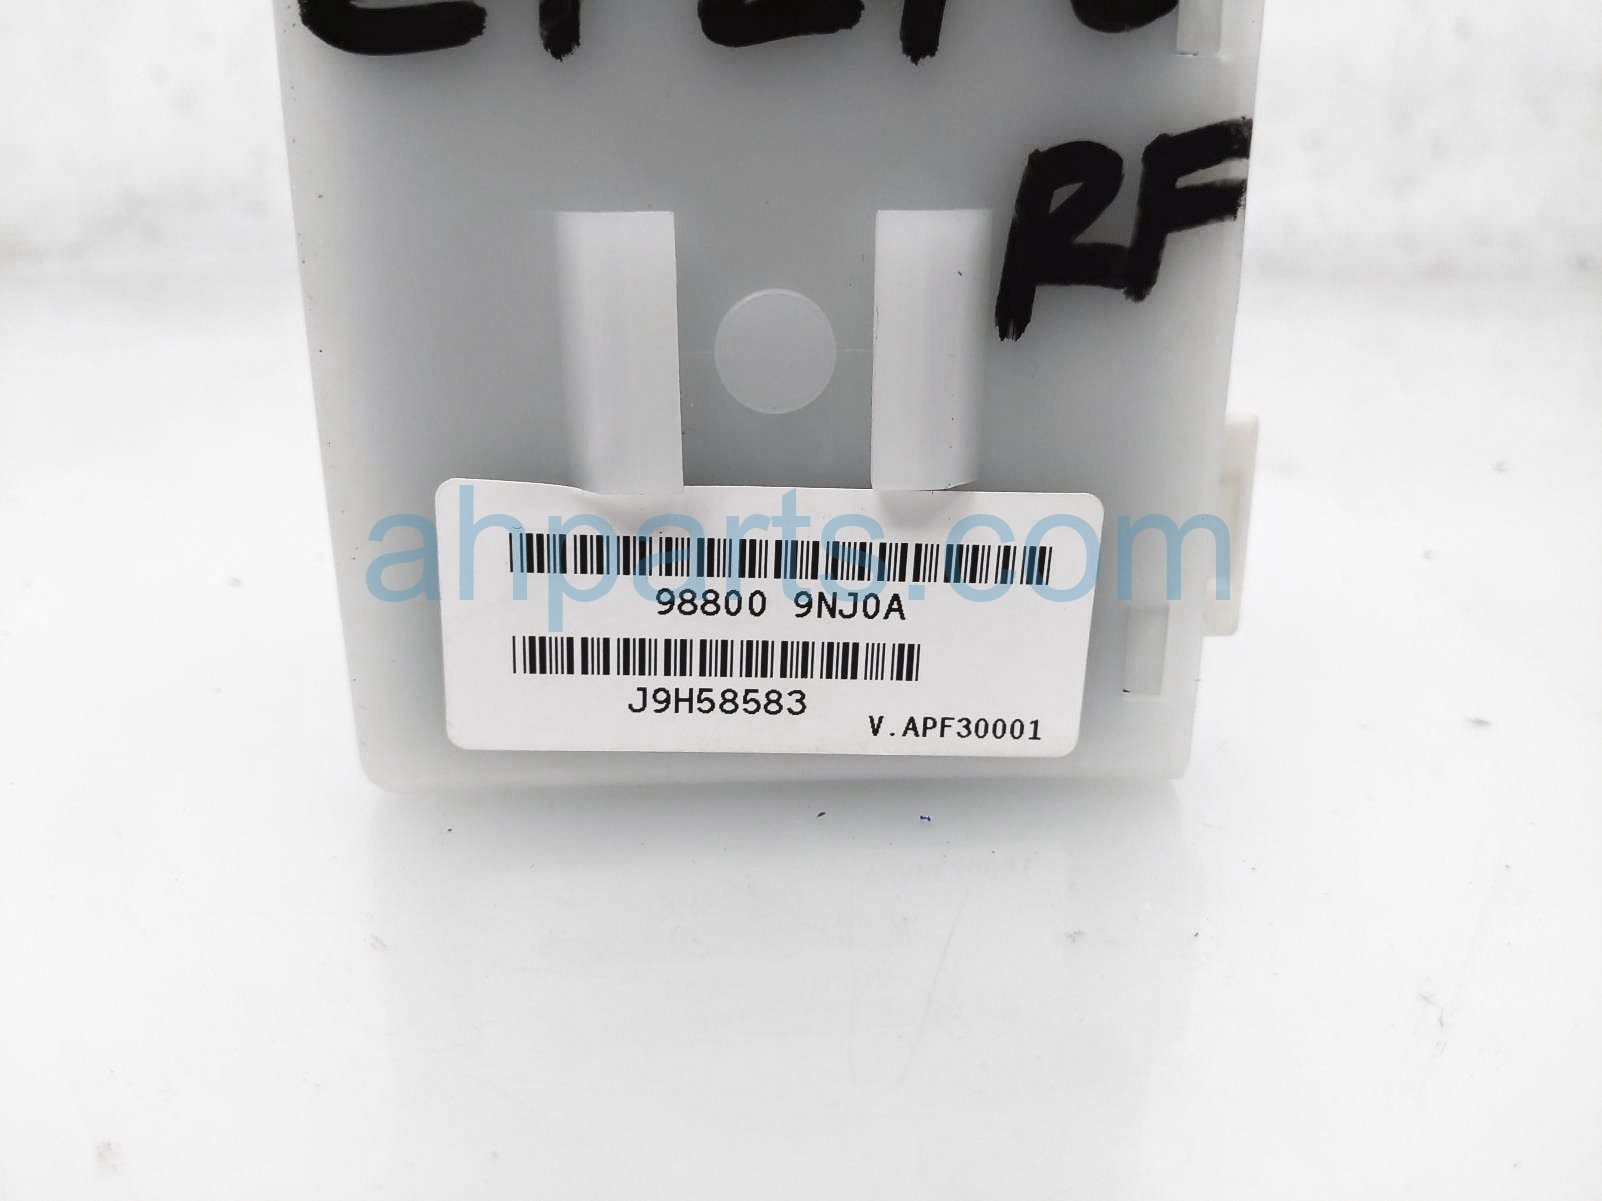 RF
ahparts.com
98800 9NJ0A
J9H58583
V.APF30001